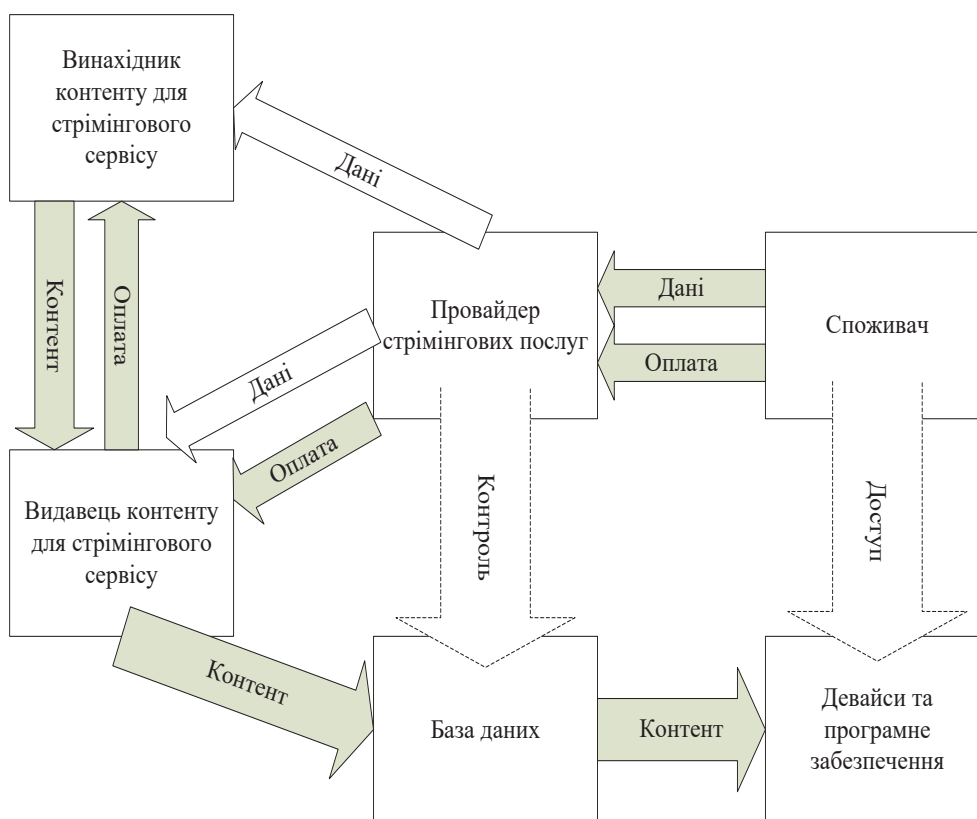 Винахідник
контенту для
стрімінгового
сервісу
Дані
Контент
Оплата
Провайдер
стрімінгових послуг
Дані
Оплата
Споживач
Дані
Оплата
Видавець контенту
для стрімінгового
сервісу
Контроль
Доступ
Контент
База даних
Контент
Девайси та
програмне
забезпечення